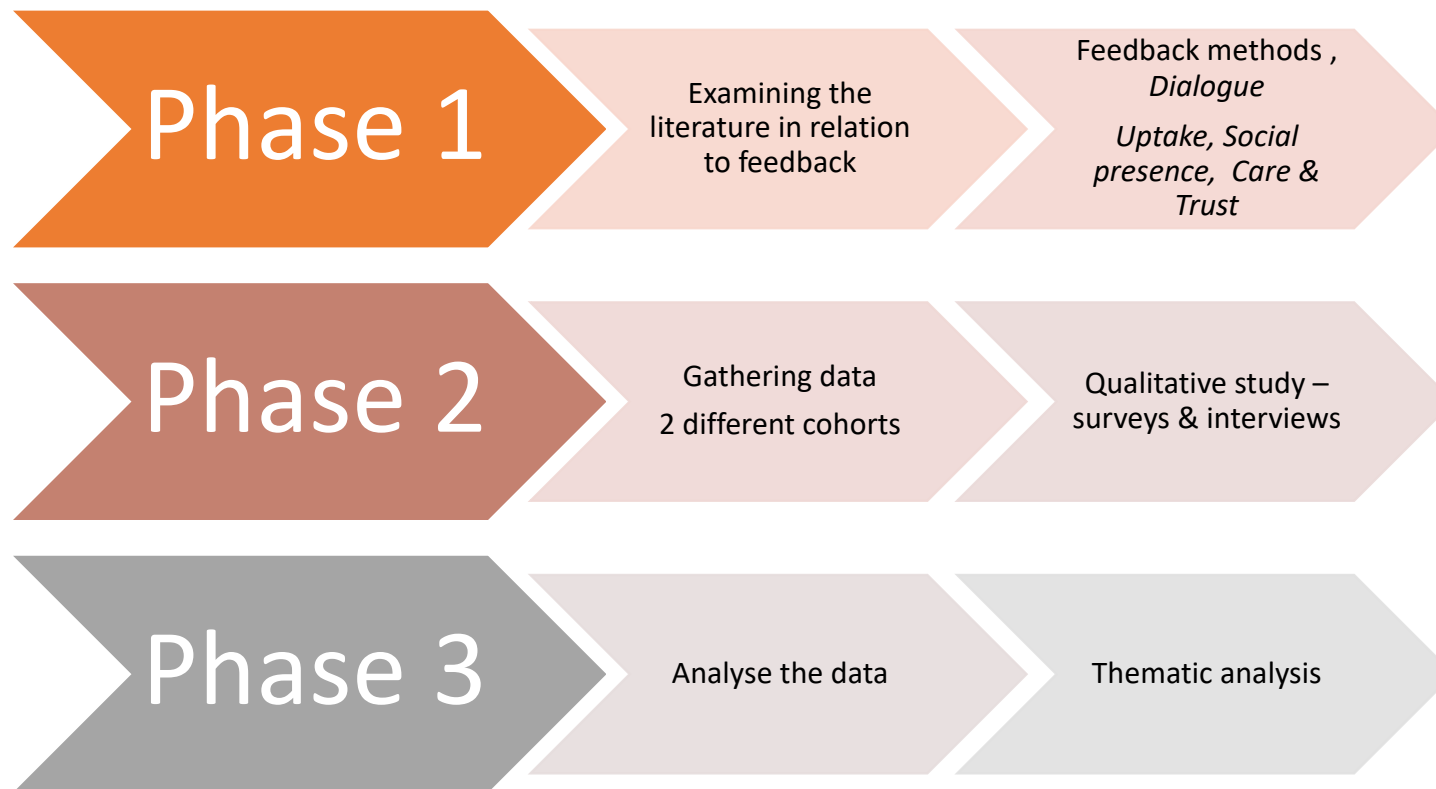 Phase 1
Examining the
literature in relation
to feedback
Feedback methods ,
Dialogue
Uptake, Social
presence, Care &
Trust
Phase 2
Gathering data
2 different cohorts
Qualitative study –
surveys & interviews
Phase 3
Analyse the data
Thematic analysis